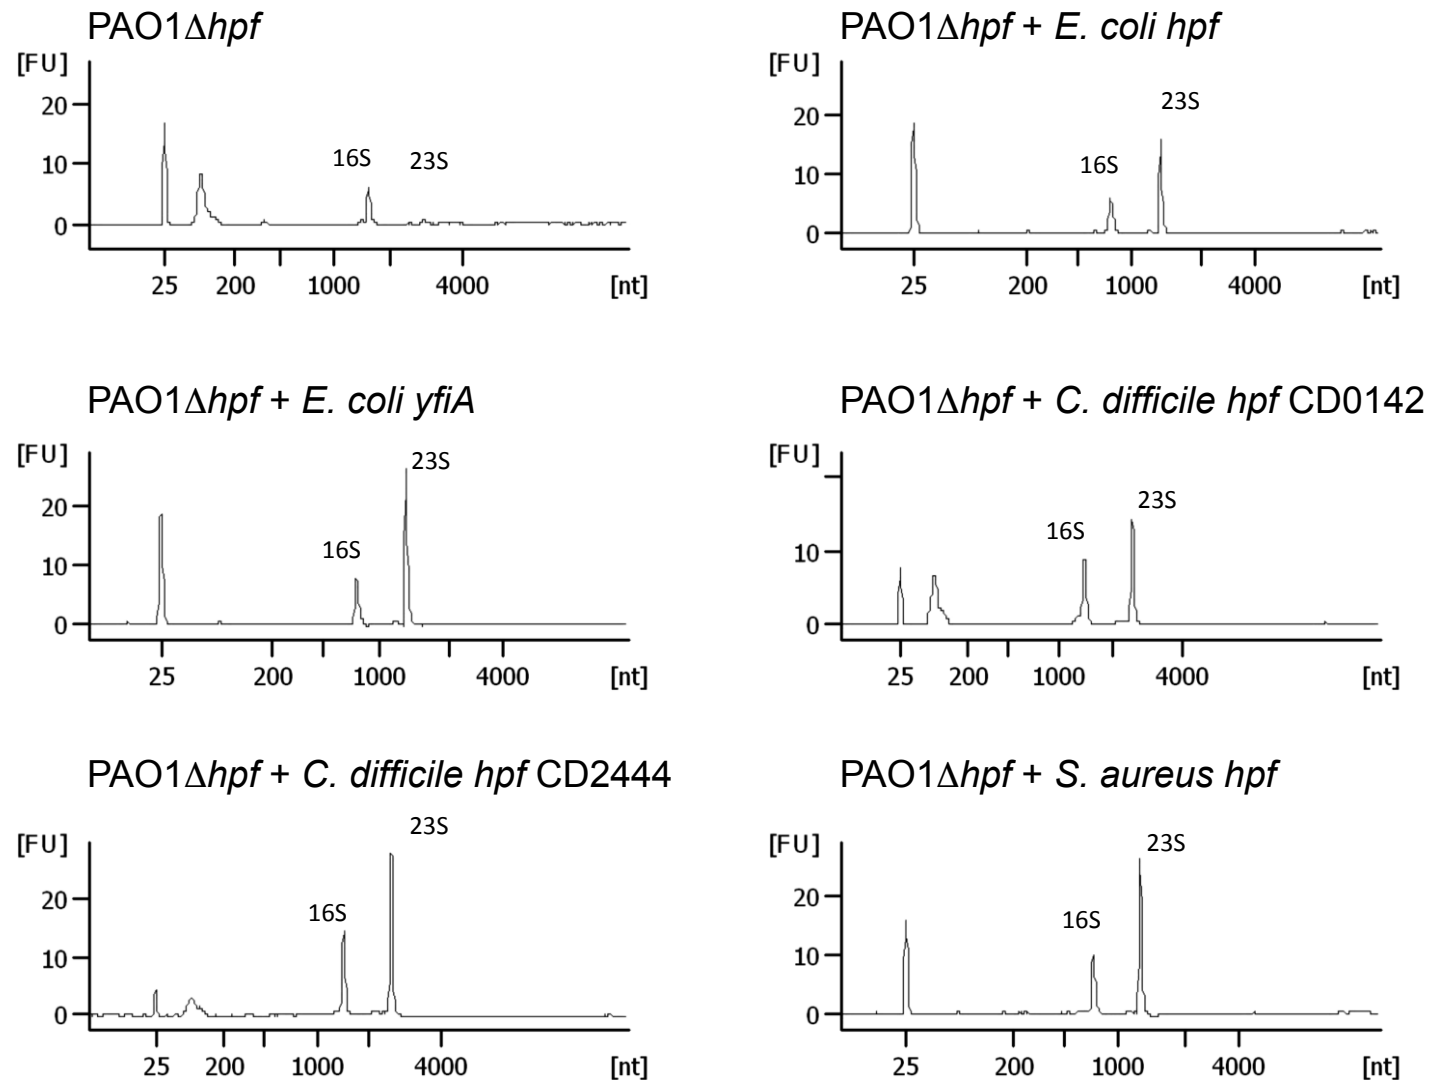 PAO1Δhpf
[FU]
20
10
0
16S
23S
25 200 1000 4000 [nt]
PAO1Δhpf + E. coli hpf
[FU]
20
10
0
16S
23S
25 200 1000 4000 [nt]
PAO1Δhpf + E. coli yfiA
[FU]
20
10
0
16S
23S
25 200 1000 4000 [nt]
PAO1Δhpf + C. difficile hpf CD0142
[FU]
10
0
16S
23S
25 200 1000 4000 [nt]
PAO1Δhpf + C. difficile hpf CD2444
[FU]
20
10
0
16S
23S
25 200 1000 4000 [nt]
PAO1Δhpf + S. aureus hpf
[FU]
20
10
0
16S
23S
25 200 1000 4000 [nt]